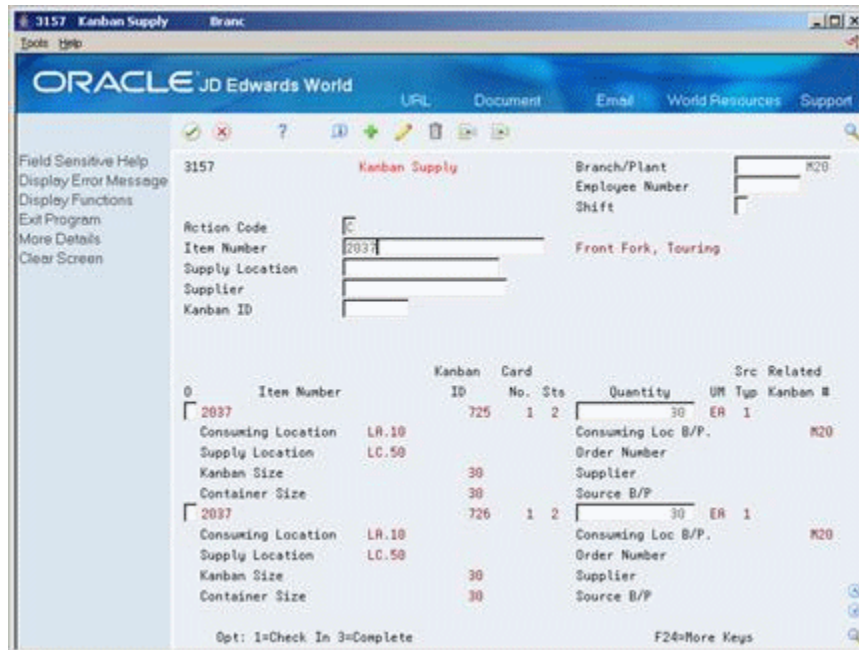 3157 Kanban Supply Branc
Tools Help
ORACLE JD Edwards World
URL Document Email World Resources Support
Field Sensitive Help
Display Error Message
Display Functions
Exit Program
More Details
Clear Screen
3157 Kanban Supply Branch/Plant M20
Employee Number
Shift
Action Code C
Item Number 2037 Front Fork, Touring
Supply Location
Supplier
Kanban ID
Kanban Card Src Related
O Item Number ID No. Sts Quantity UM Typ Kanban #
2037 725 1 2 30 EA 1
Consuming Location LA.10 Consuming Loc B/P. M20
Supply Location LC.50 Order Number
Kanban Size 30 Supplier
Container Size 30 Source B/P
2037 726 1 2 30 EA 1
Consuming Location LA.10 Consuming Loc B/P. M20
Supply Location LC.50 Order Number
Kanban Size 30 Supplier
Container Size 30 Source B/P
Opt: 1=Check In 3=Complete F24=More Keys